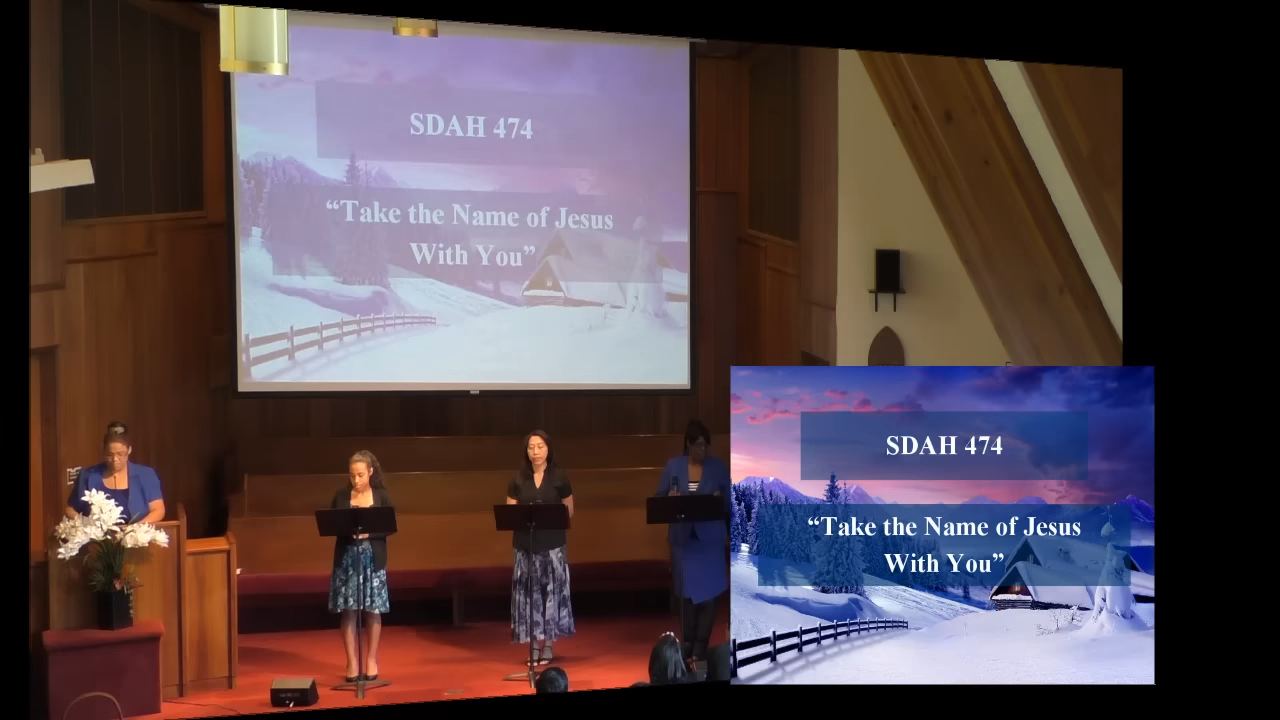 SDAH 474
“Take the Name of Jesus
With You”
SDAH 474
“Take the Name of Jesus
With You”